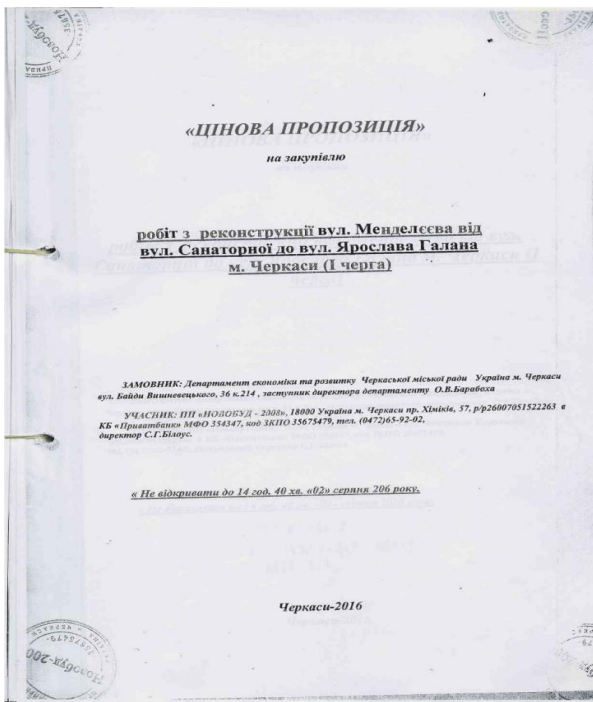 «ЦІНОВА ПРОПОЗИЦІЯ»
на закупівлю
робіт з реконструкції вул. Менделєєва від
вул. Санаторної до вул. Ярослава Галана
м. Черкаси (І черга)
ЗАМОВНИК: Департамент економіки та розвитку Черкаської міської ради Україна м. Черкаси
вул. Байди Вишневецького, 36 к.214 , заступник директора департаменту О.В.Барабоха
УЧАСНИК: ПП «НОВОБУД - 2008», 18000 Україна м. Черкаси пр. Хіміків, 57, р/р26007051522263 в
КБ «Приватбанк» МФО 354347, код ЗКПО 35675479, тел. (0472)65-92-02,
директор С.Г.Білоус.
« Не відкривати до 14 год. 40 хв. «02» серпня 206 року.
Черкаси-2016